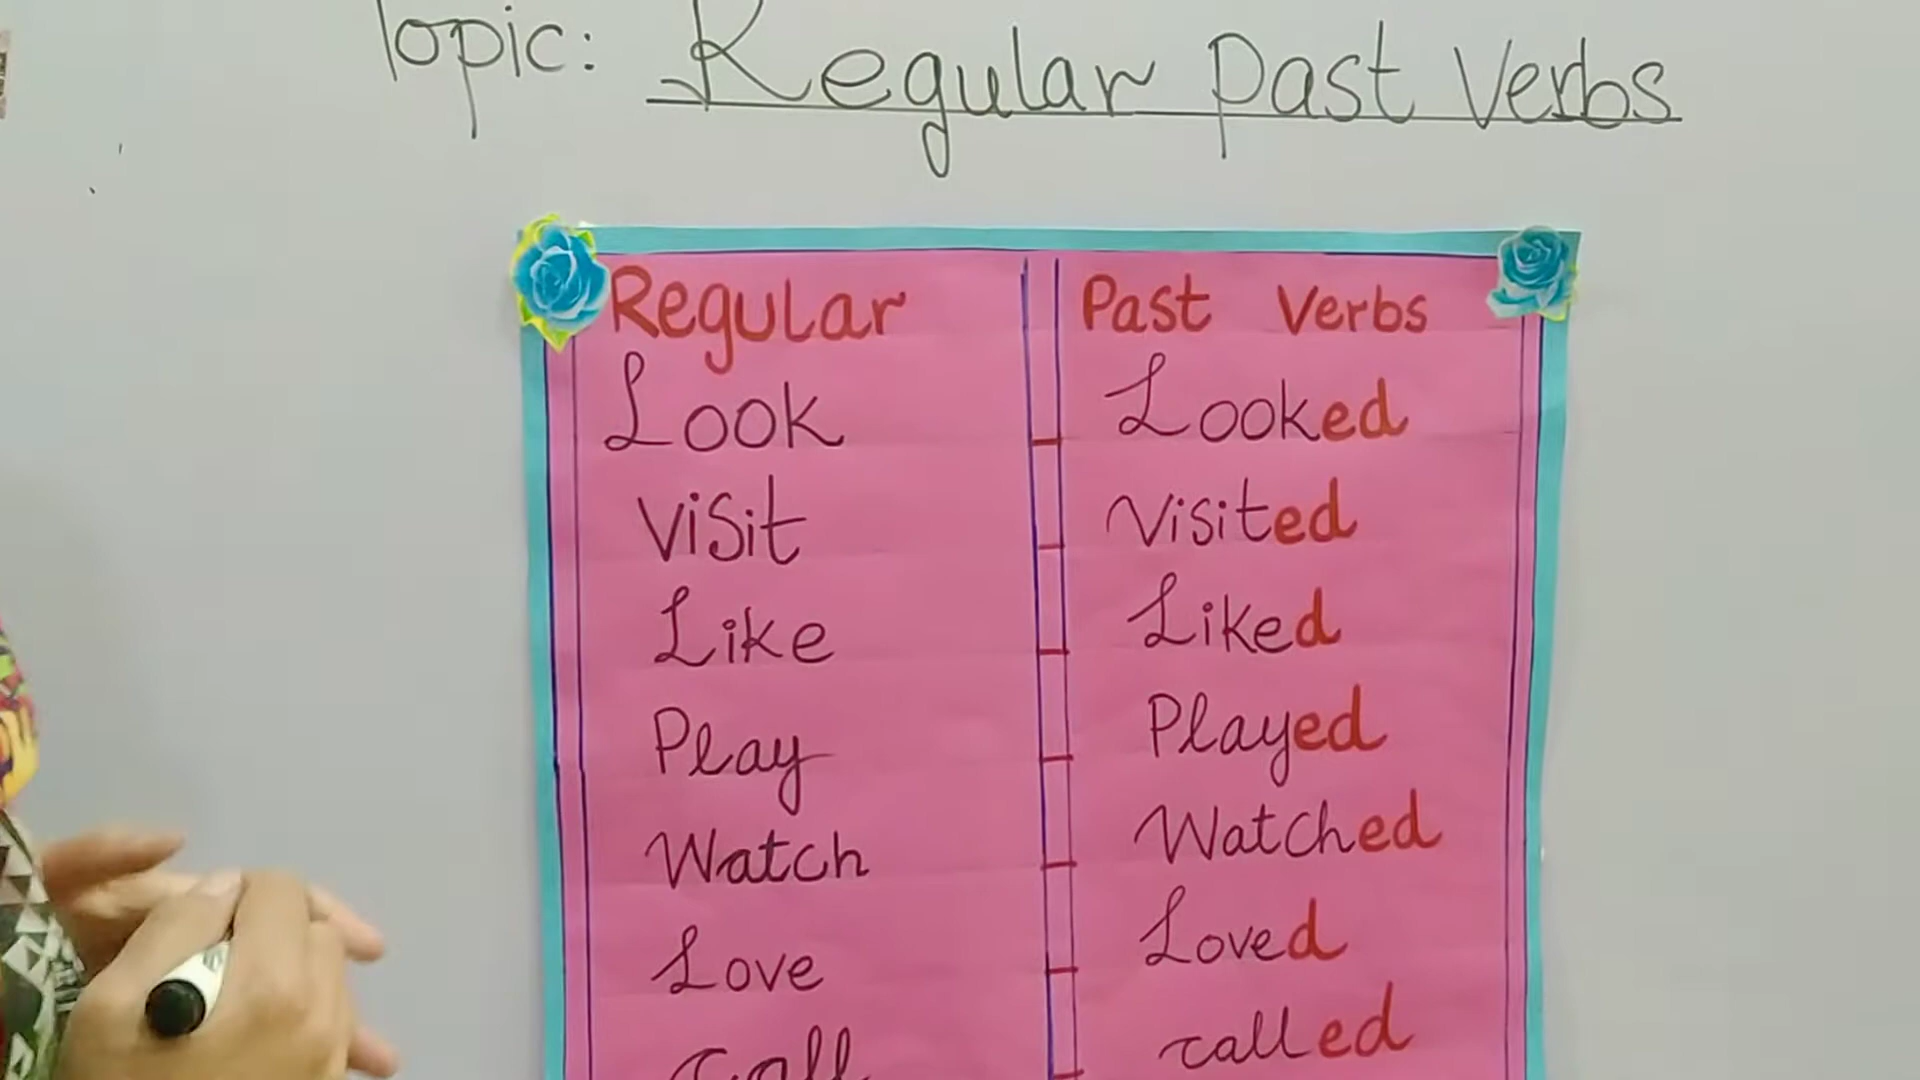 Topic: Regular Past Verbs
Regular Past Verbs
Look Looked
Visit Visited
Like Liked
Play Played
Watch Watched
Love Loved
Call called